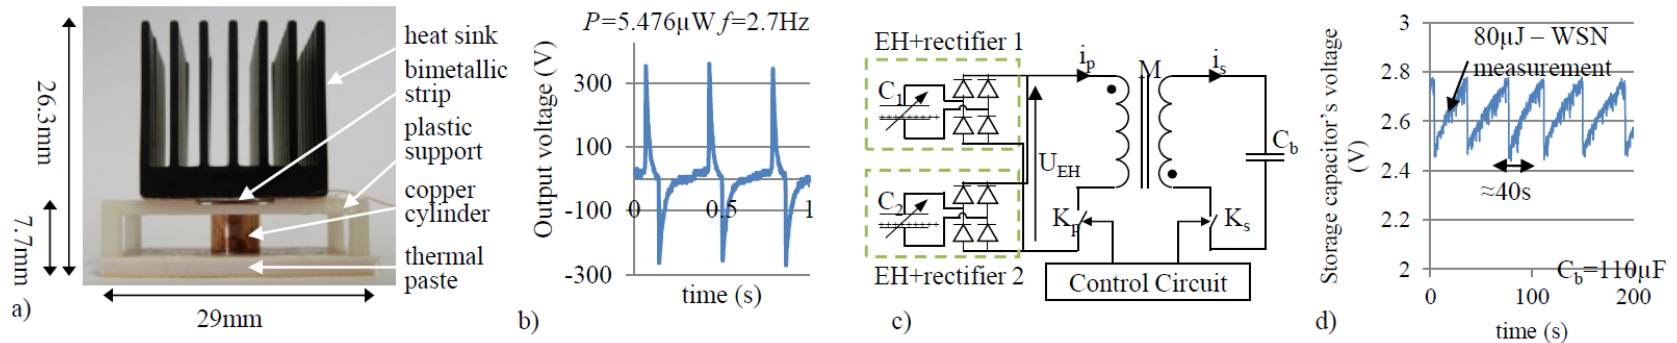 a)
26.3mm
7.7mm
29mm
heat sink
bimetallic
strip
plastic
support
copper
cylinder
thermal
paste
b)
P=5.476µW f=2.7Hz
Output voltage (V)
300
100
-100
-300
0
0.5
1
time (s)
c)
EH+rectifier 1
C1
EH+rectifier 2
C2
UEH
ip
M
is
Kp
Ks
Cb
Control Circuit
d)
Storage capacitor's voltage
(V)
3
2.8
2.6
2.4
2.2
2
80µJ – WSN
measurement
≈40s
Cb=110µF
0
100
200
time (s)